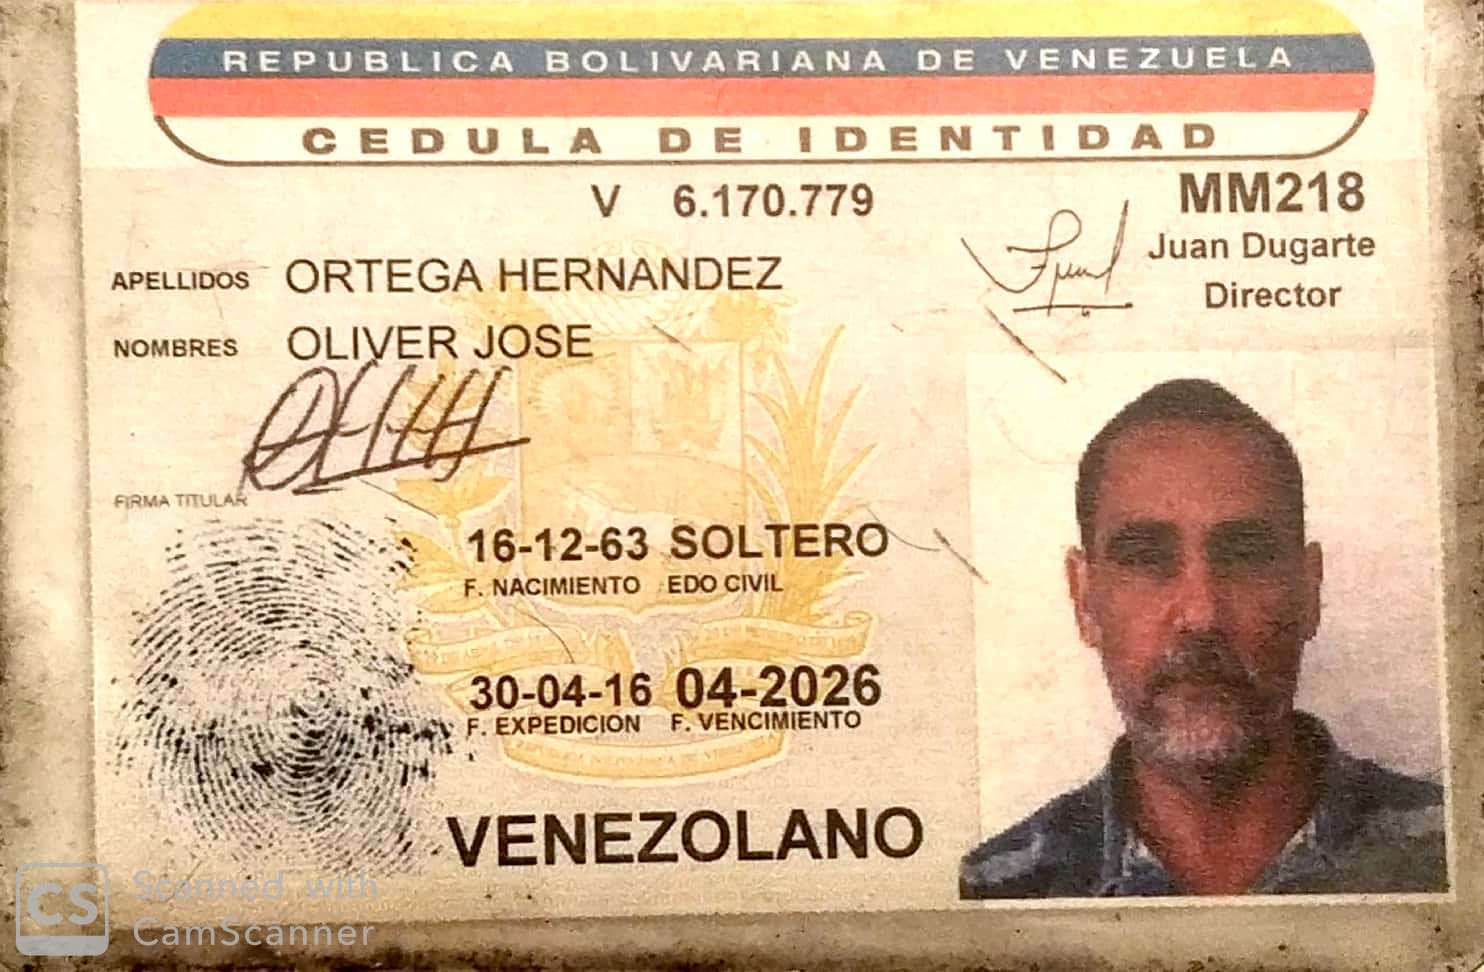 REPUBLICA BOLIVARIANA DE VENEZUELA
CEDULA DE IDENTIDAD
V 6.170.779
MM218
Juan Dugarte
Director
APELLIDOS ORTEGA HERNANDEZ
NOMBRES OLIVER JOSE
FIRMA TITULAR
16-12-63 SOLTERO
F. NACIMIENTO EDO CIVIL
30-04-16 04-2026
F. EXPEDICION F. VENCIMIENTO
VENEZOLANO
CS Scanned with
CamScanner